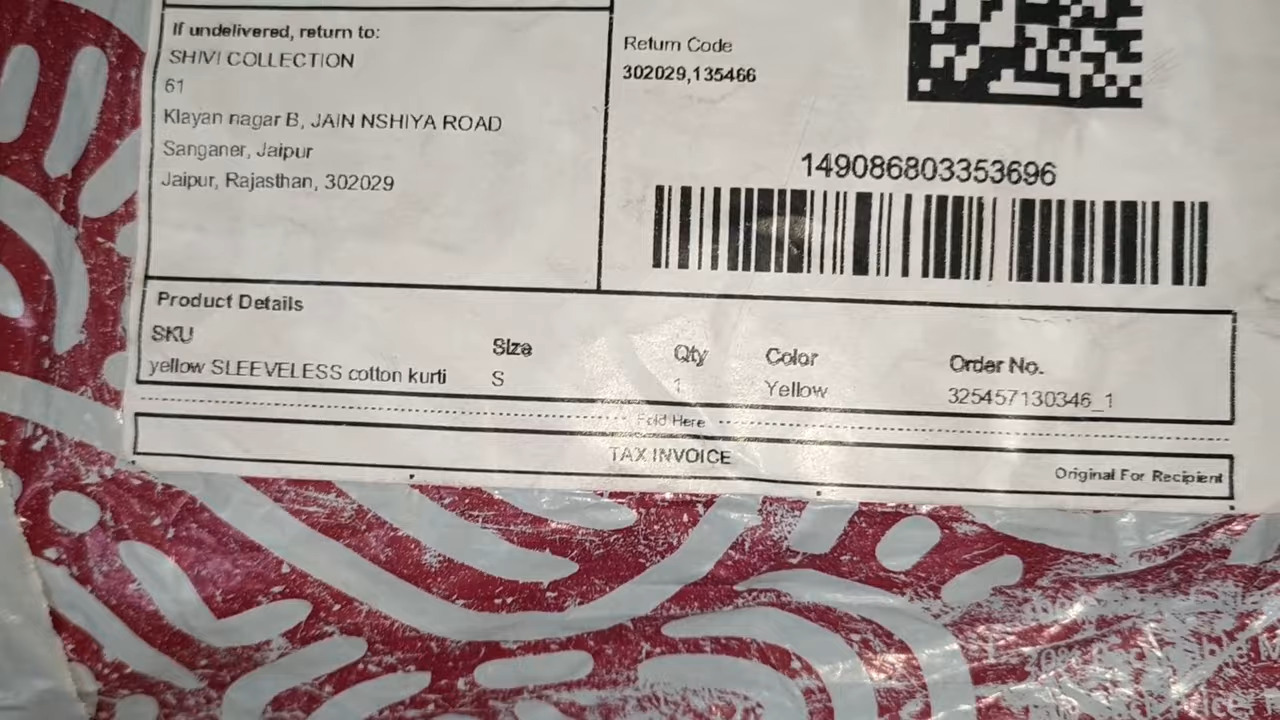 If undelivered, return to:
SHIVI COLLECTION
61
Klayan nagar B, JAIN NSHIYA ROAD
Sanganer, Jaipur
Jaipur, Rajasthan, 302029
Return Code
302029,135466
149086803353696
Product Details
SKU Size Qty Color Order No.
yellow SLEEVELESS cotton kurti S 1 Yellow 325457130346_1
Fold Here
TAX INVOICE
Original For Recipient